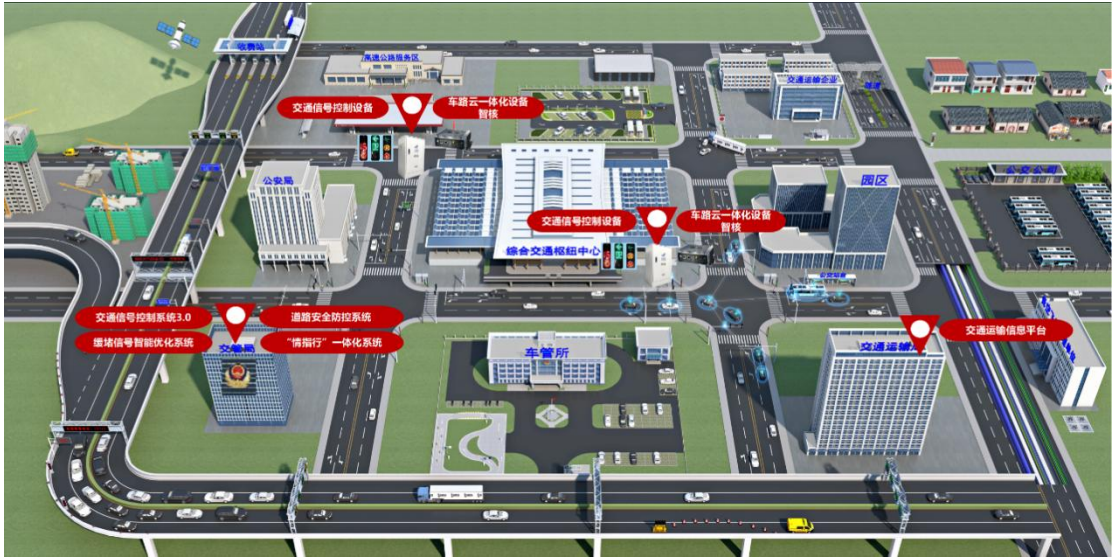 收费站
高速公路服务区
交通运输企业
隧道
交通信号控制设备
车路云一体化设备
智核
公安局
园区
公交公司
交通信号控制设备
车路云一体化设备
智核
综合交通枢纽中心
交通信号控制系统3.0
道路安全防控系统
缓堵信号智能优化系统
“情指行”一体化系统
交通运输信息平台
交管局
车管所
交通运输